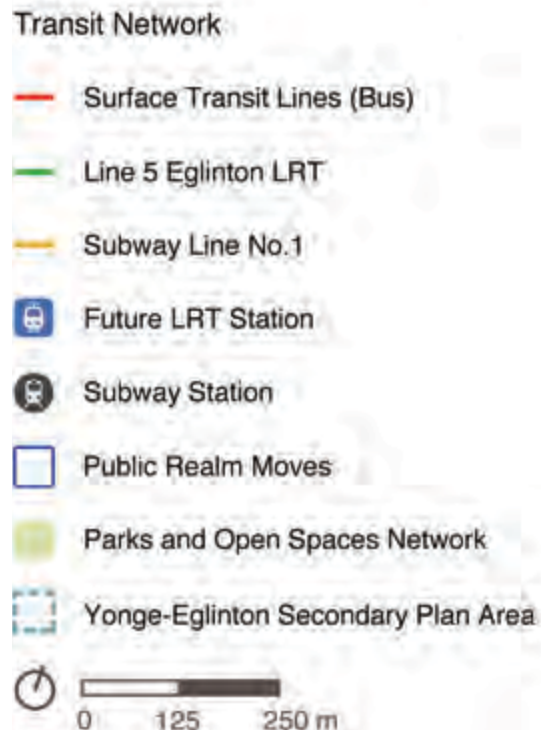 Transit Network
Surface Transit Lines (Bus)
Line 5 Eglinton LRT
Subway Line No.1
Future LRT Station
Subway Station
Public Realm Moves
Parks and Open Spaces Network
Yonge-Eglinton Secondary Plan Area
0 125 250 m